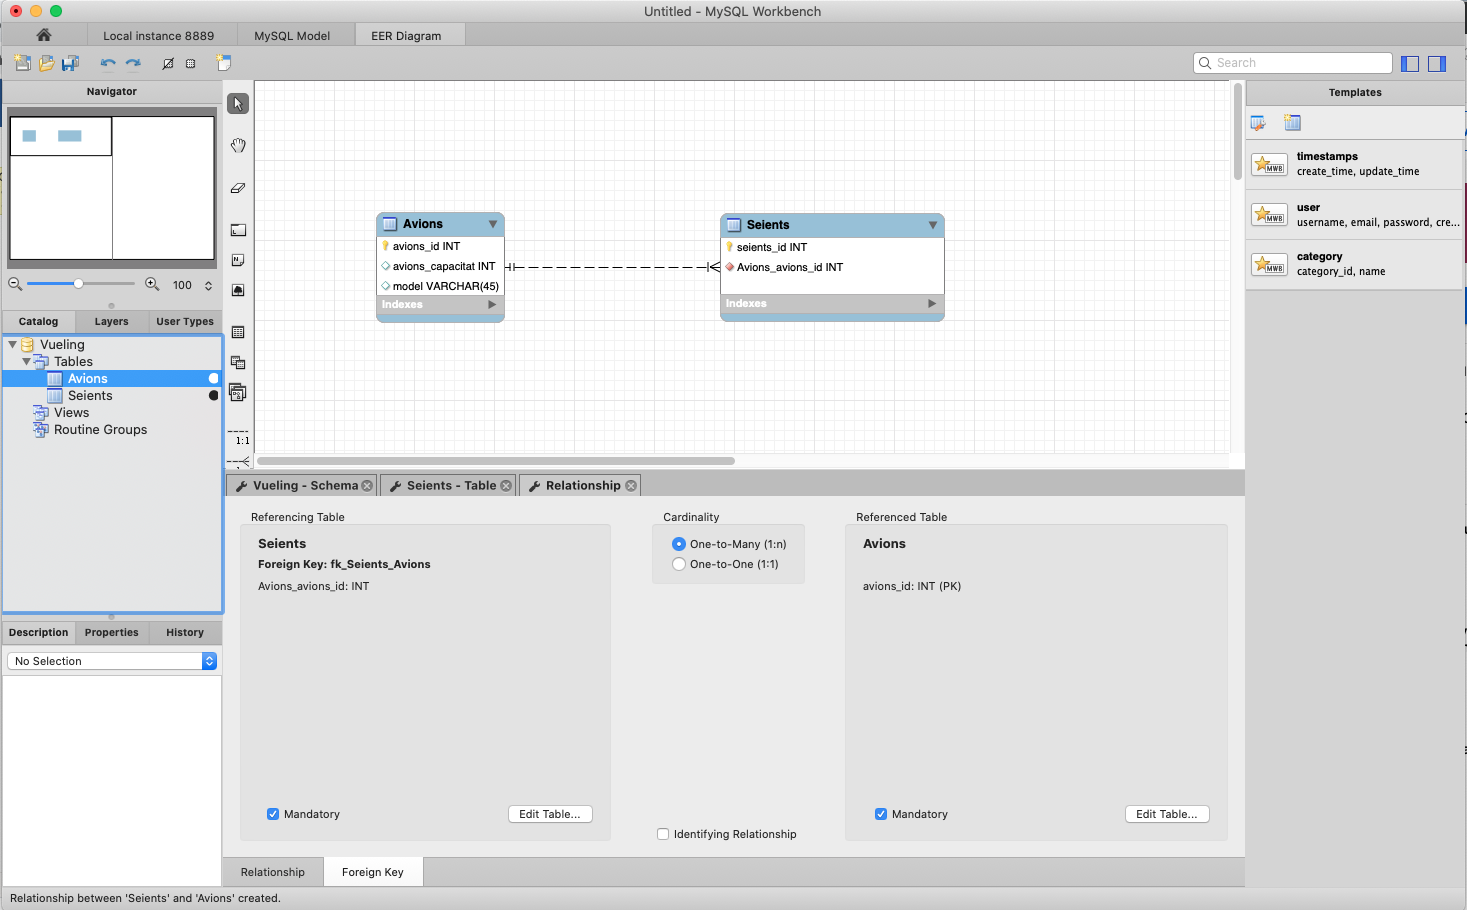 Untitled - MySQL Workbench
Local instance 8889
MySQL Model
EER Diagram
Search
Navigator
100
Catalog
Layers
User Types
Vueling
Tables
Avions
Seients
Views
Routine Groups
Description
Properties
History
No Selection
1:1
Avions
avions_id INT
avions_capacitat INT
model VARCHAR(45)
Indexes
Seients
seients_id INT
Avions_avions_id INT
Indexes
Vueling - Schema
Seients - Table
Relationship
Referencing Table
Seients
Foreign Key: fk_Seients_Avions
Avions_avions_id: INT
Mandatory
Edit Table...
Cardinality
One-to-Many (1:n)
One-to-One (1:1)
Identifying Relationship
Referenced Table
Avions
avions_id: INT (PK)
Mandatory
Edit Table...
Relationship
Foreign Key
Templates
MWB
timestamps
create_time, update_time
MWB
user
username, email, password, cre...
MWB
category
category_id, name
Relationship between 'Seients' and 'Avions' created.